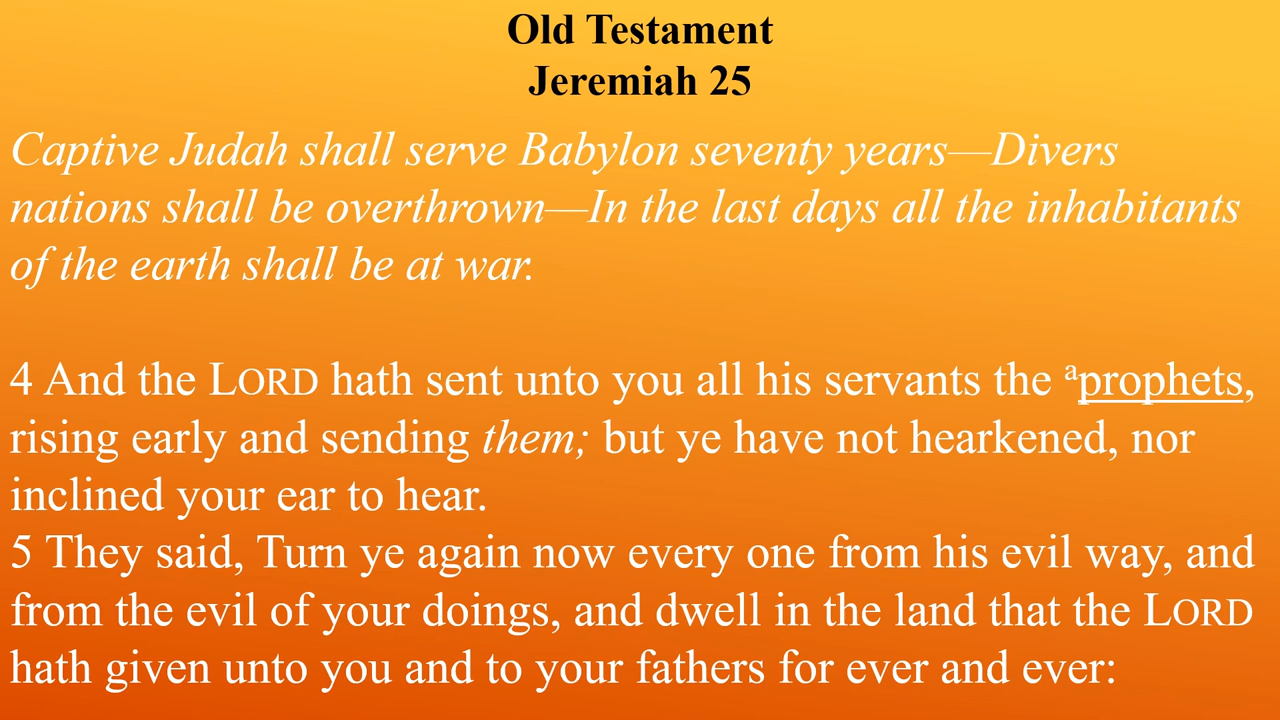 Old Testament
Jeremiah 25
Captive Judah shall serve Babylon seventy years—Divers
nations shall be overthrown—In the last days all the inhabitants
of the earth shall be at war.
4 And the LORD hath sent unto you all his servants the aprophets,
rising early and sending them; but ye have not hearkened, nor
inclined your ear to hear.
5 They said, Turn ye again now every one from his evil way, and
from the evil of your doings, and dwell in the land that the LORD
hath given unto you and to your fathers for ever and ever: